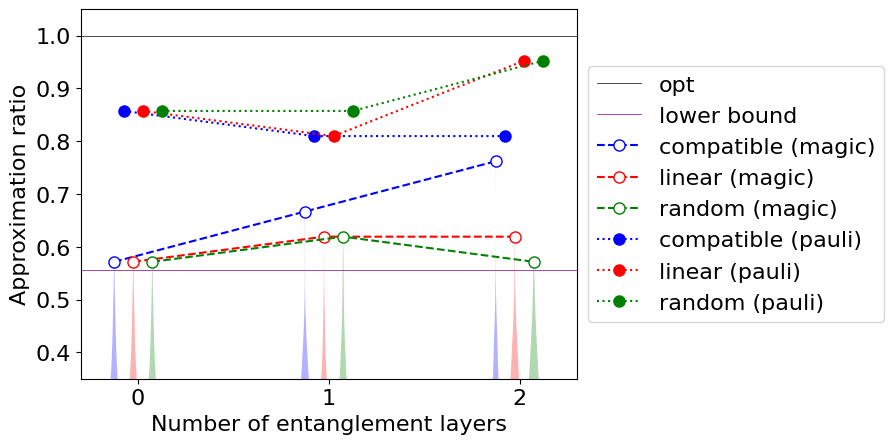 1.0
0.9
0.8
0.7
0.6
0.5
0.4
Approximation ratio
0 1 2
Number of entanglement layers
opt
lower bound
compatible (magic)
linear (magic)
random (magic)
compatible (pauli)
linear (pauli)
random (pauli)